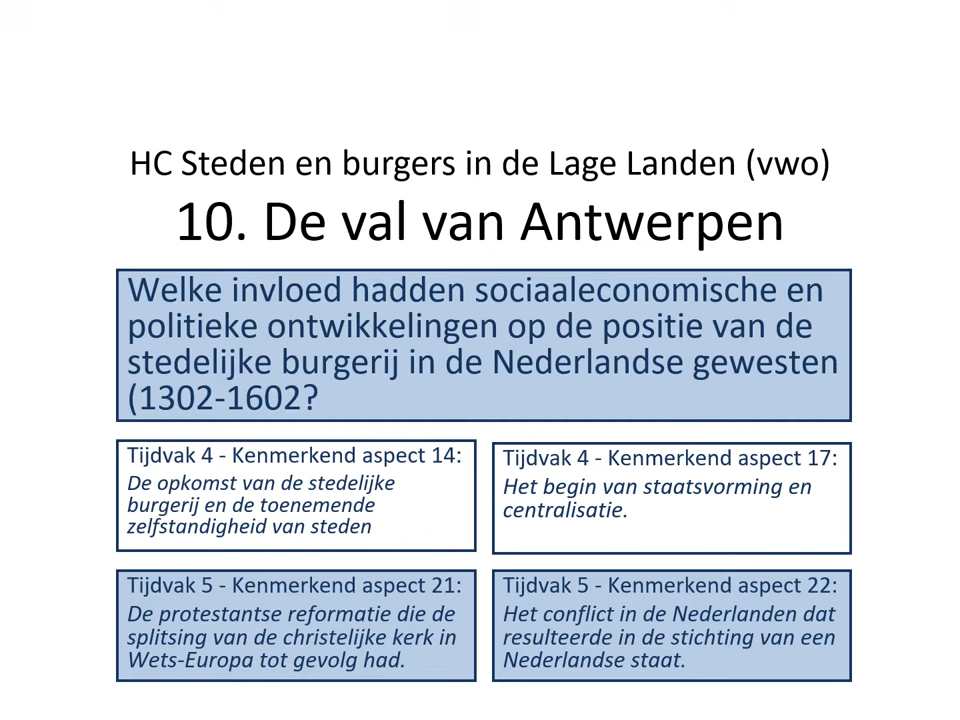 HC Steden en burgers in de Lage Landen (vwo)
10. De val van Antwerpen
Welke invloed hadden sociaaleconomische en
politieke ontwikkelingen op de positie van de
stedelijke burgerij in de Nederlandse gewesten
(1302-1602?
Tijdvak 4 - Kenmerkend aspect 14:
De opkomst van de stedelijke
burgerij en de toenemende
zelfstandigheid van steden
Tijdvak 4 - Kenmerkend aspect 17:
Het begin van staatsvorming en
centralisatie.
Tijdvak 5 - Kenmerkend aspect 21:
De protestantse reformatie die de
splitsing van de christelijke kerk in
Wets-Europa tot gevolg had.
Tijdvak 5 - Kenmerkend aspect 22:
Het conflict in de Nederlanden dat
resulteerde in de stichting van een
Nederlandse staat.